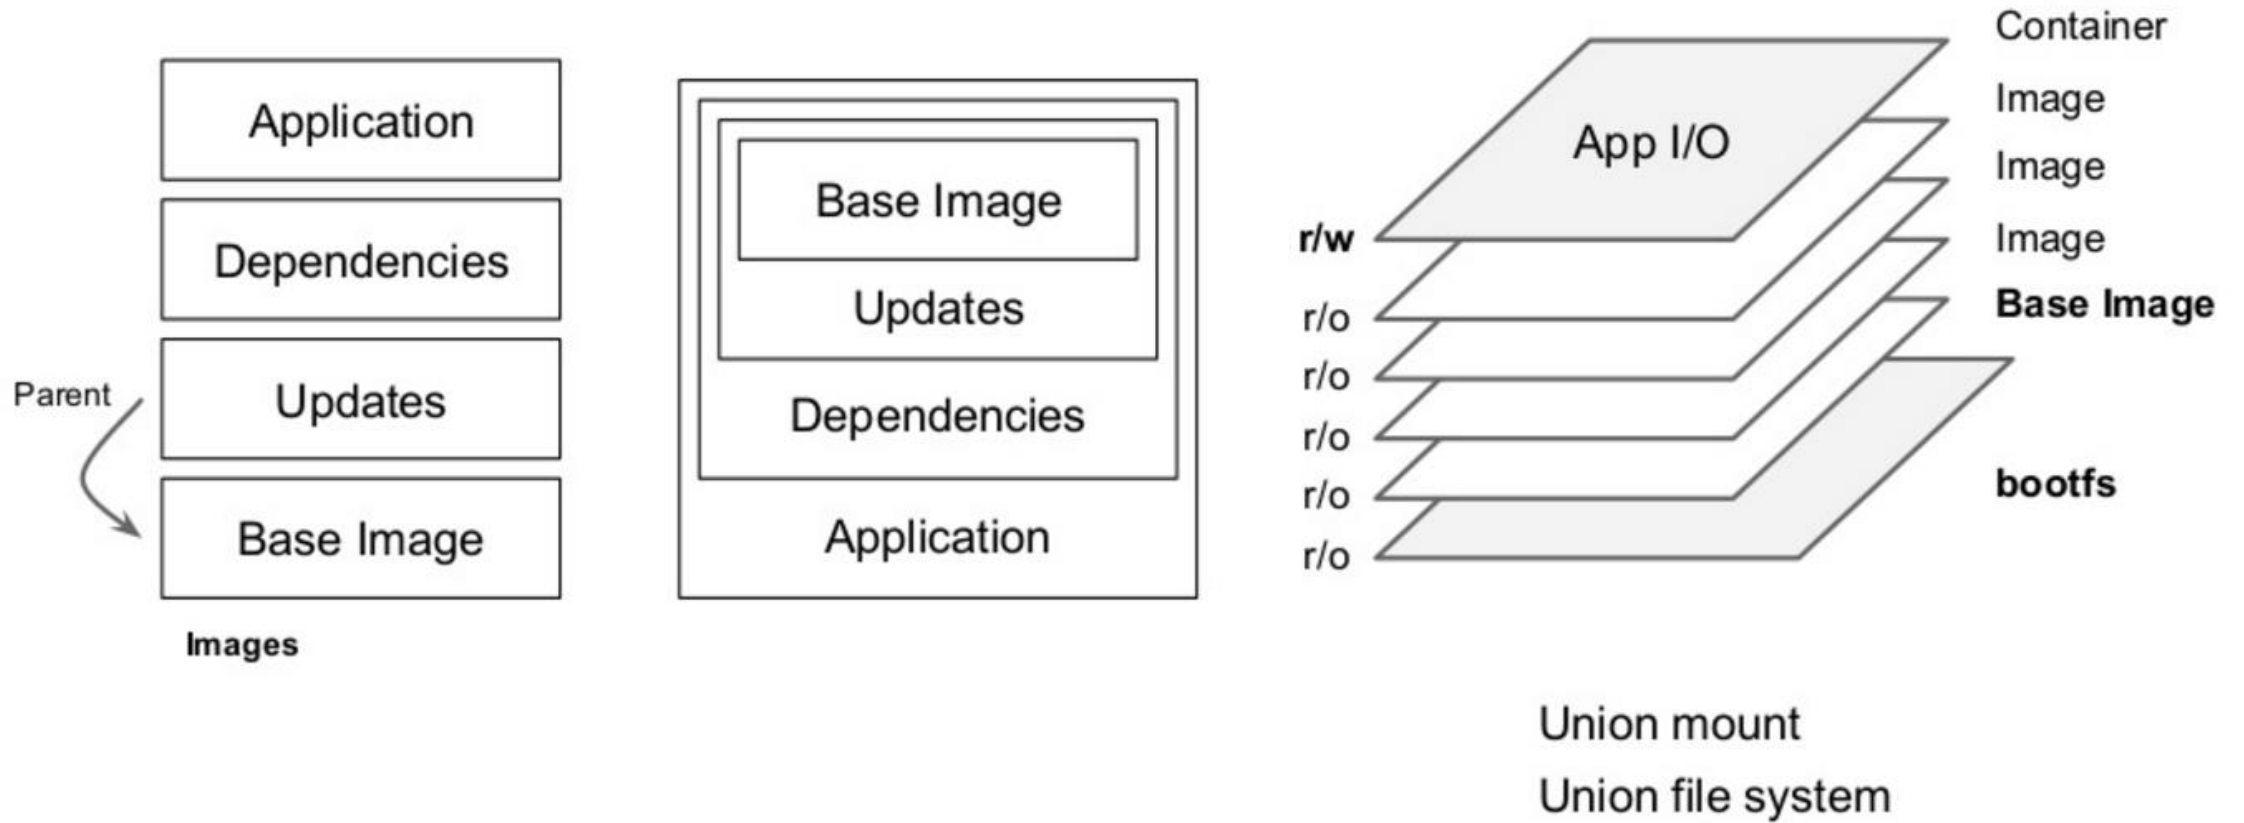 Application
Dependencies
Parent
Updates
Base Image
Images
Base Image
Updates
Dependencies
Application
App I/O
r/w
r/o
r/o
r/o
r/o
r/o
Container
Image
Image
Image
Base Image
bootfs
Union mount
Union file system